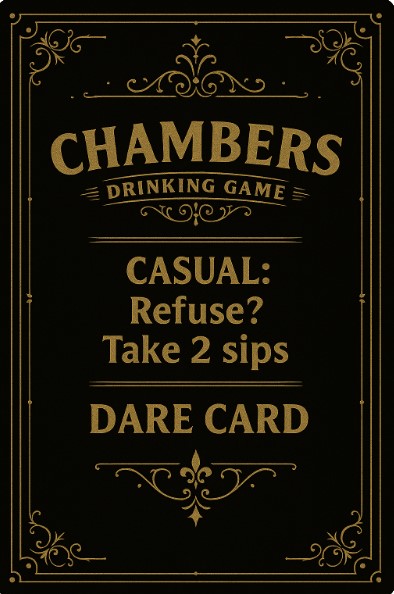 CHAMBERS
DRINKING GAME
CASUAL:
Refuse?
Take 2 sips
DARE CARD